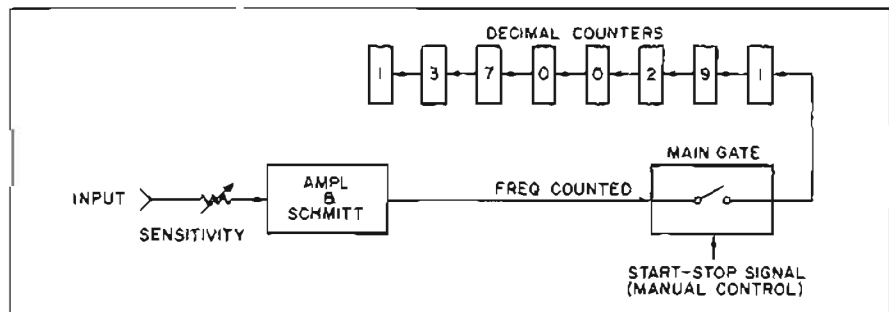 DECIMAL COUNTERS
1 3 7 0 0 2 9 1
MAIN GATE
INPUT
AMPL
&
SCHMITT
FREQ COUNTED
SENSITIVITY
START-STOP SIGNAL
(MANUAL CONTROL)